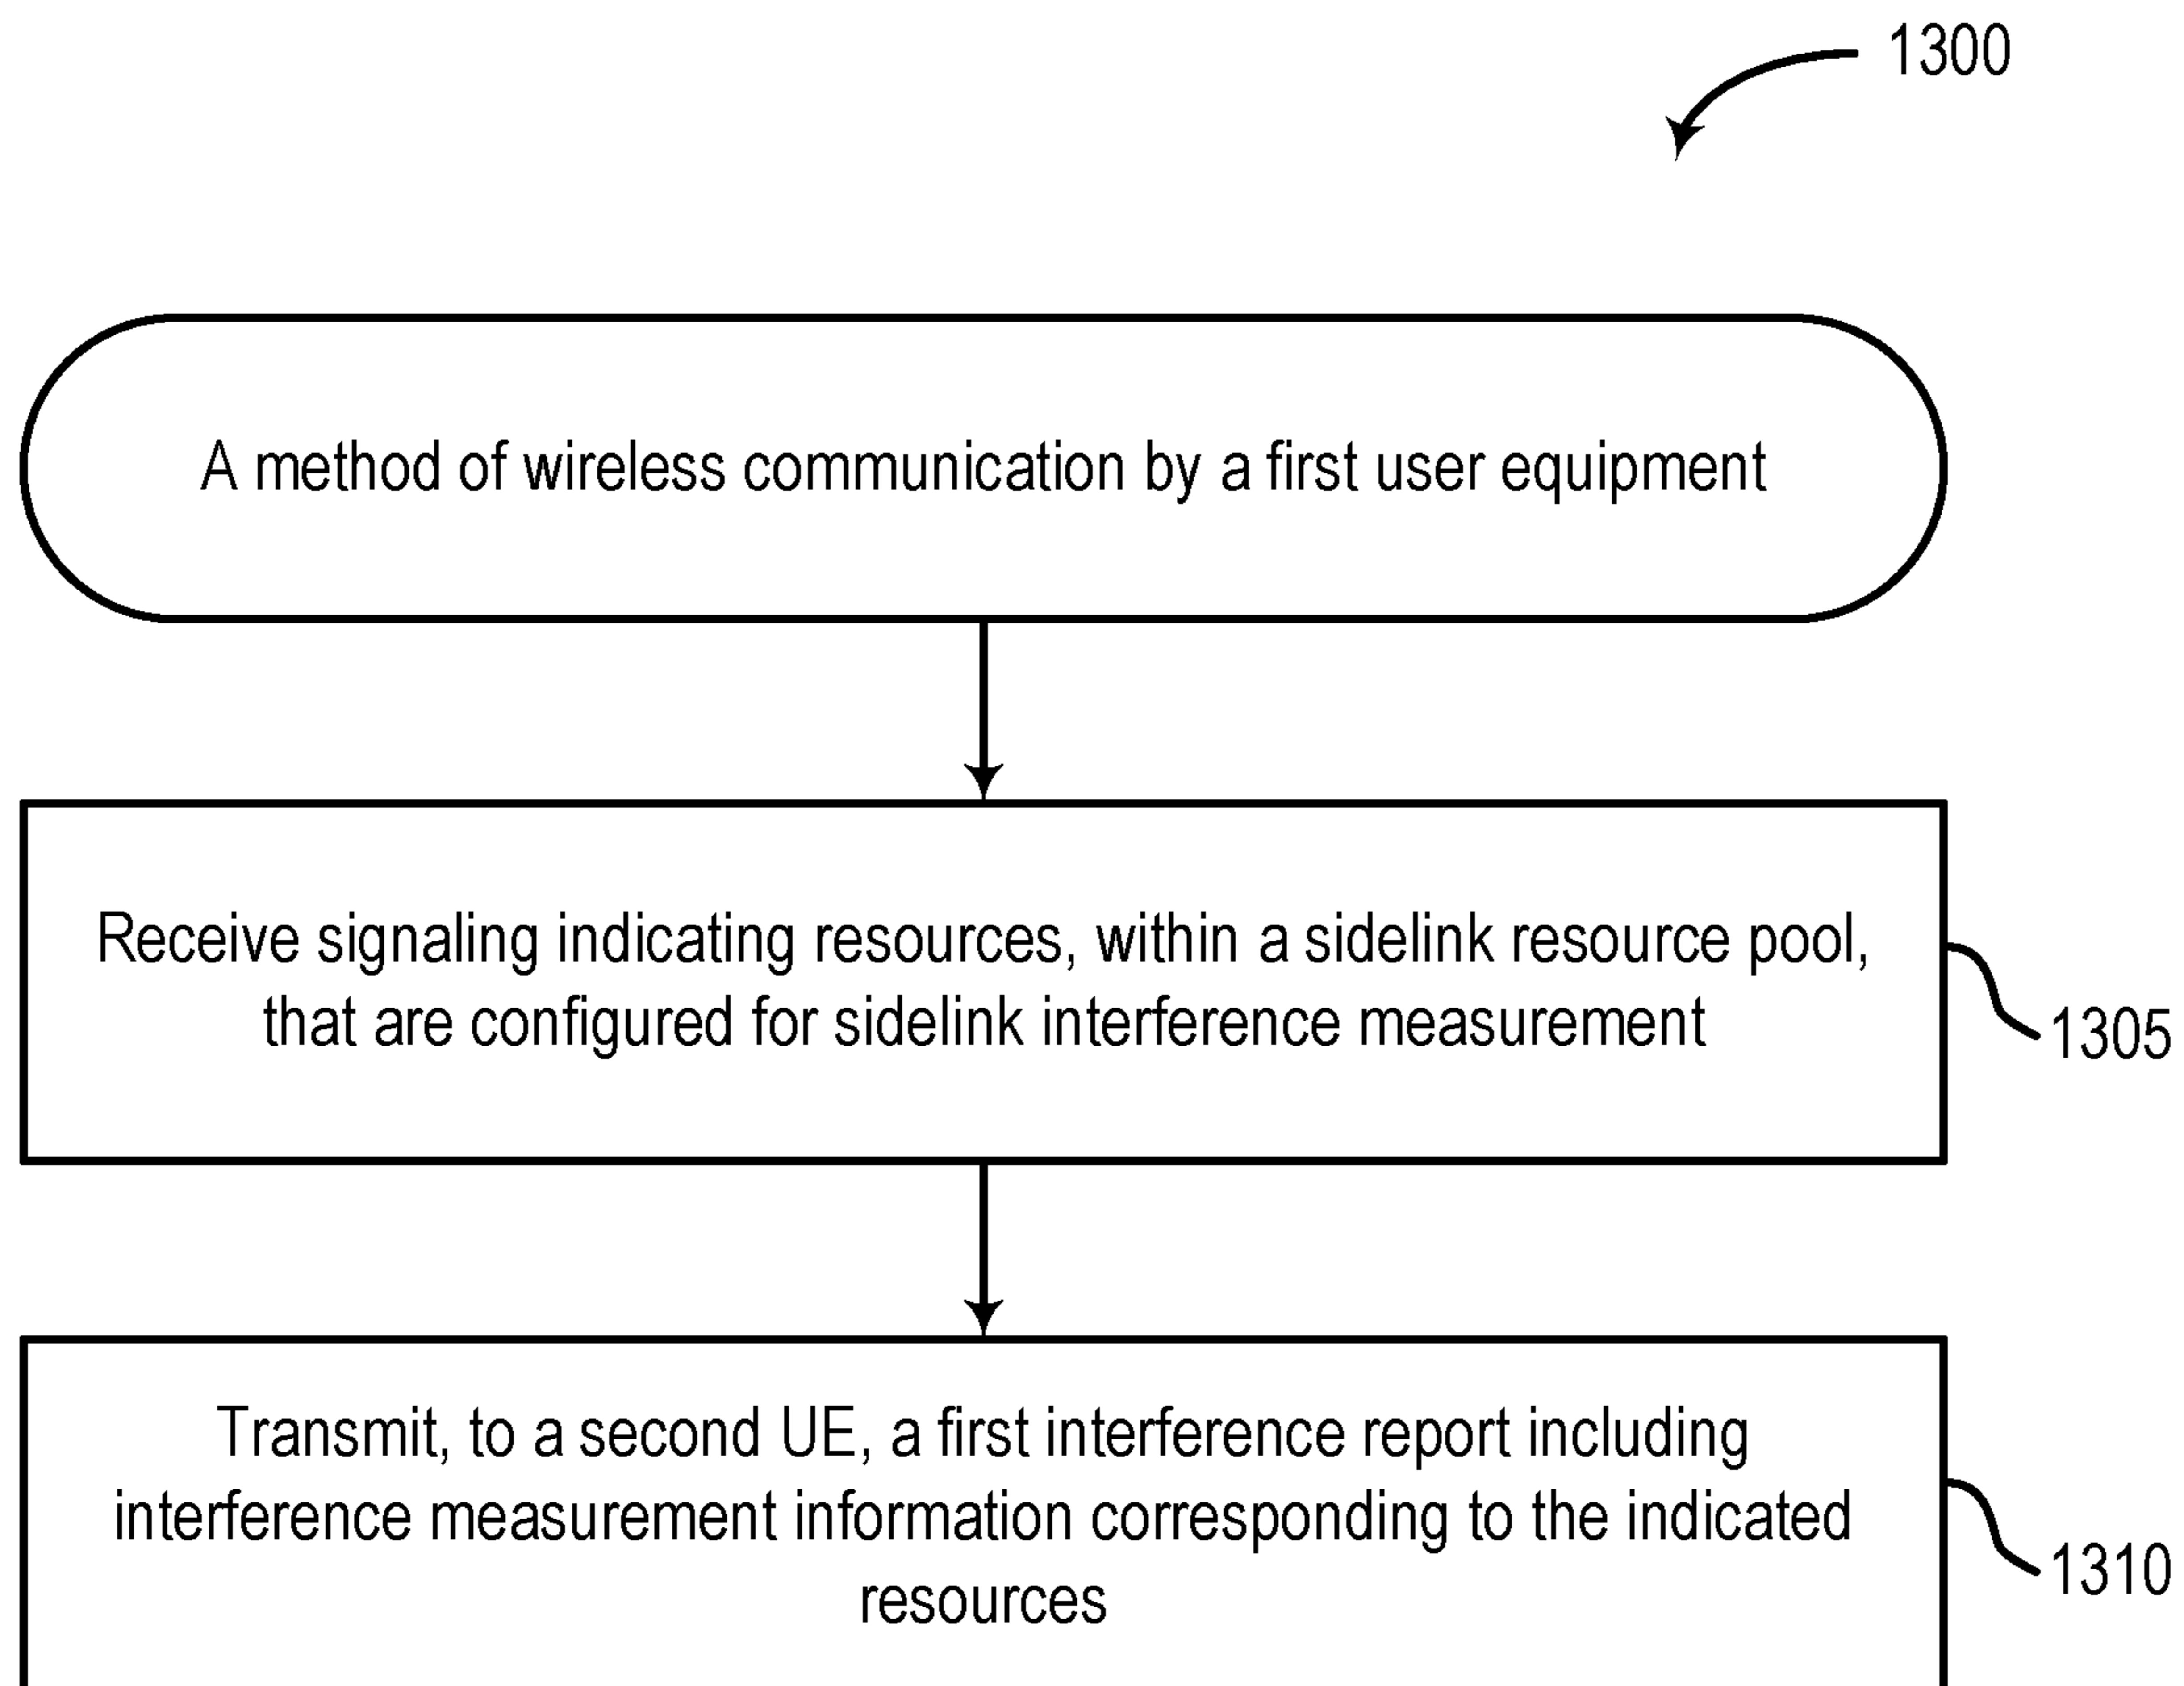 1300
A method of wireless communication by a first user equipment
Receive signaling indicating resources, within a sidelink resource pool,
that are configured for sidelink interference measurement
1305
Transmit, to a second UE, a first interference report including
interference measurement information corresponding to the indicated
resources
1310